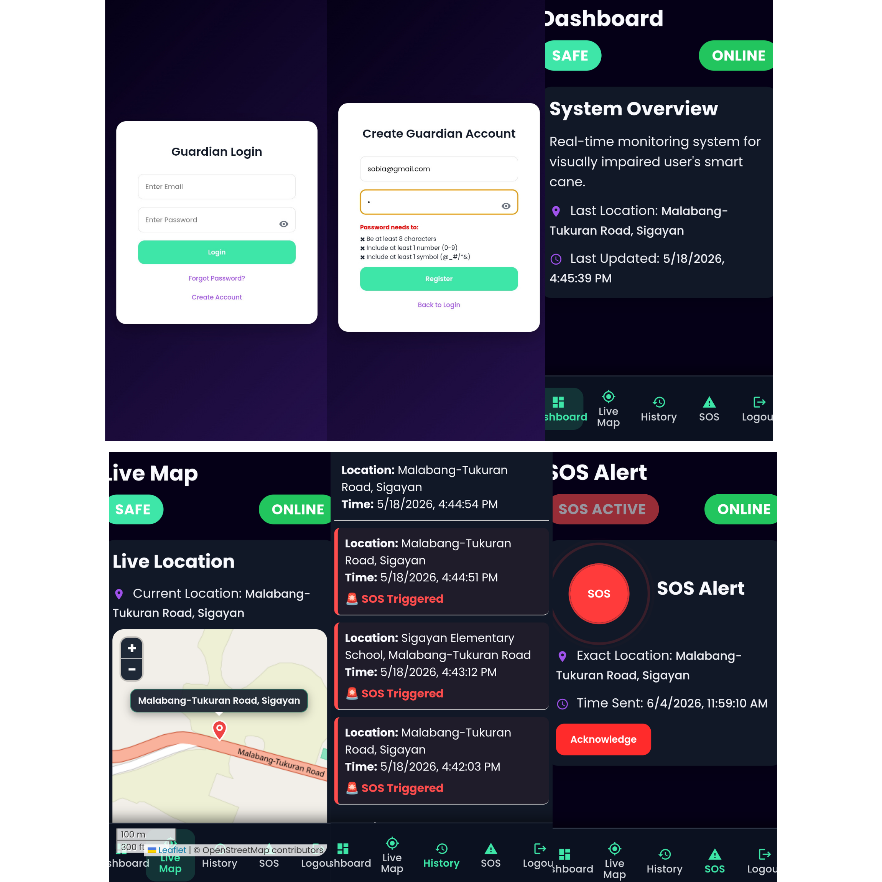 Guardian Login
Enter Email
Enter Password
Login
Forgot Password?
Create Account
Create Guardian Account
sobia@gmail.com
Password needs to:
✖ Be at least 8 characters
✖ Include at least 1 number (0-9)
✖ Include at least 1 symbol (@_#/*&)
Register
Back to Login
Dashboard
SAFE
ONLINE
System Overview
Real-time monitoring system for
visually impaired user's smart
cane.
Last Location: Malabang-
Tukuran Road, Sigayan
Last Updated: 5/18/2026,
4:45:39 PM
shboard
Live
Map
History
SOS
Logou
Live Map
SAFE
ONLINE
Live Location
Current Location: Malabang-
Tukuran Road, Sigayan
+
−
Malabang-Tukuran Road, Sigayan
Malabang-Tukuran Road
100 m
300 ft
Leaflet | © OpenStreetMap contributors
shboard
Live
Map
History
SOS
Logou
Location: Malabang-Tukuran
Road, Sigayan
Time: 5/18/2026, 4:44:54 PM
Location: Malabang-Tukuran
Road, Sigayan
Time: 5/18/2026, 4:44:51 PM
🚨 SOS Triggered
Location: Sigayan Elementary
School, Malabang-Tukuran Road
Time: 5/18/2026, 4:43:12 PM
🚨 SOS Triggered
Location: Malabang-Tukuran
Road, Sigayan
Time: 5/18/2026, 4:42:03 PM
🚨 SOS Triggered
shboard
Live
Map
History
SOS
Logou
SOS Alert
SOS ACTIVE
ONLINE
SOS
SOS Alert
Exact Location: Malabang-
Tukuran Road, Sigayan
Time Sent: 6/4/2026, 11:59:10 AM
Acknowledge
shboard
Live
Map
History
SOS
Logou